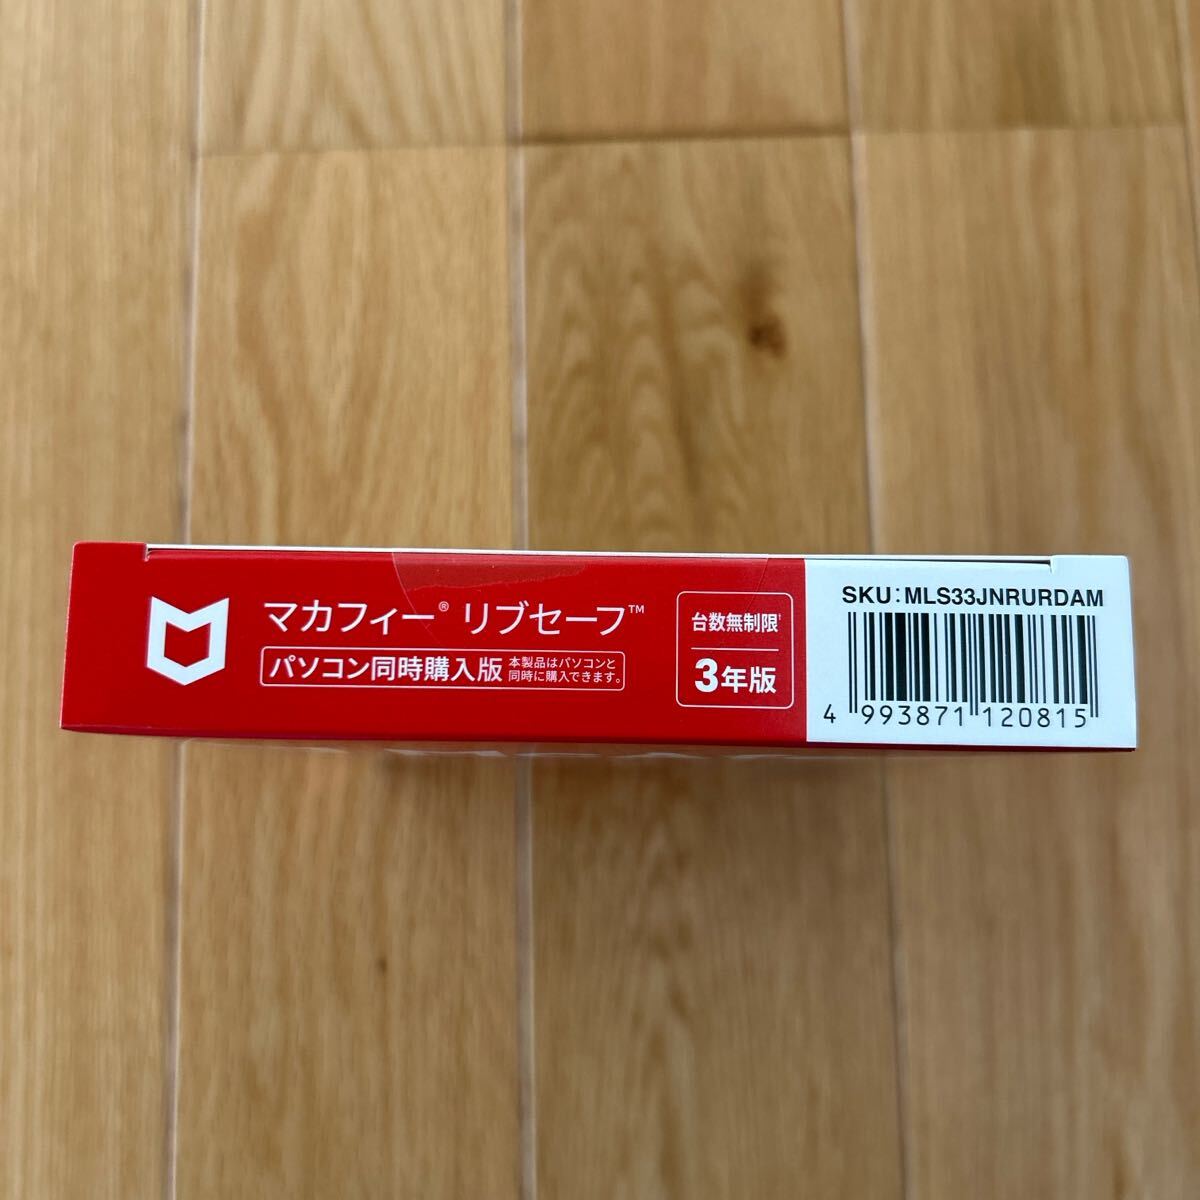 マカフィー® リブセーフ™
パソコン同時購入版 本製品はパソコンと
同時に購入できます。
台数無制限†
3年版
SKU:MLS33JNRURDAM
4 993871 120815